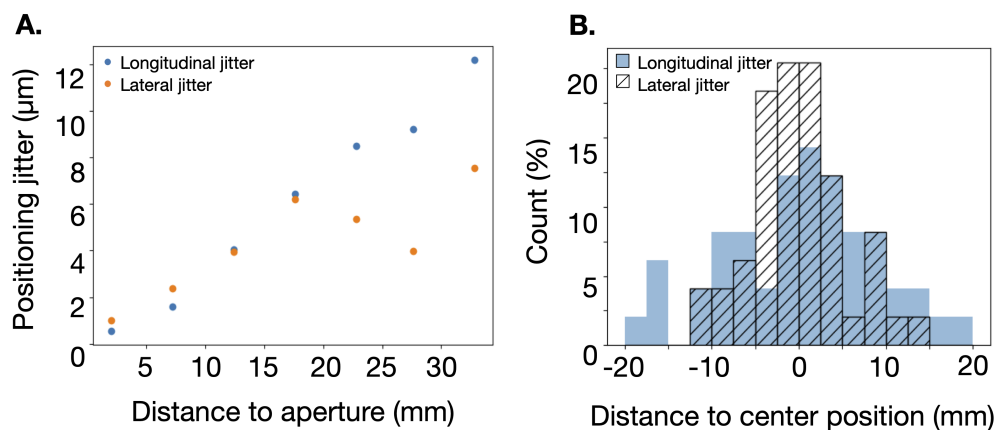 A.
Longitudinal jitter
Lateral jitter
Positioning jitter (µm)
12
10
8
6
4
2
0
5 10 15 20 25 30
Distance to aperture (mm)
B.
Longitudinal jitter
Lateral jitter
Count (%)
20
15
10
5
0
-20 -10 0 10 20
Distance to center position (mm)